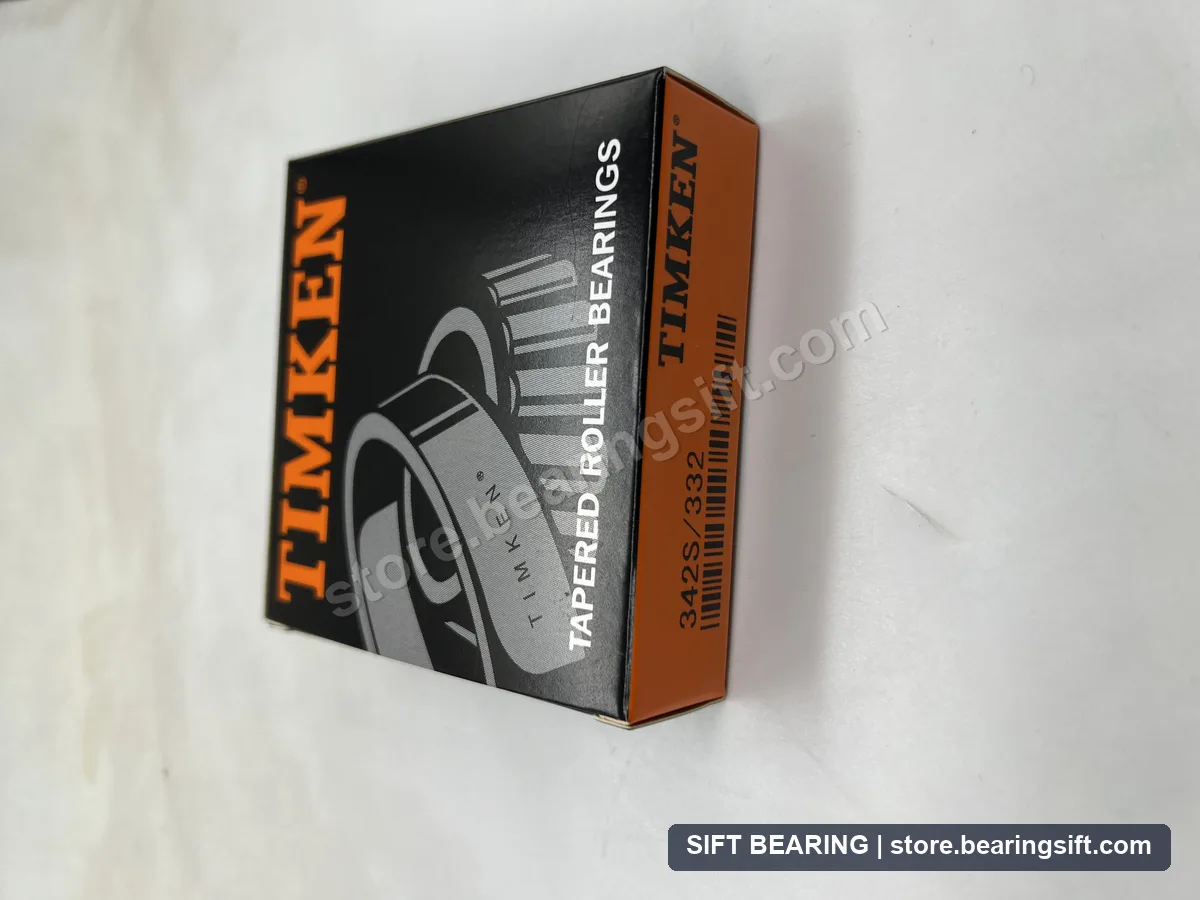 TIMKEN®
TIMKEN®
TAPERED ROLLER BEARINGS
TIMKEN®
342S/332
store.bearingsift.com
SIFT BEARING | store.bearingsift.com